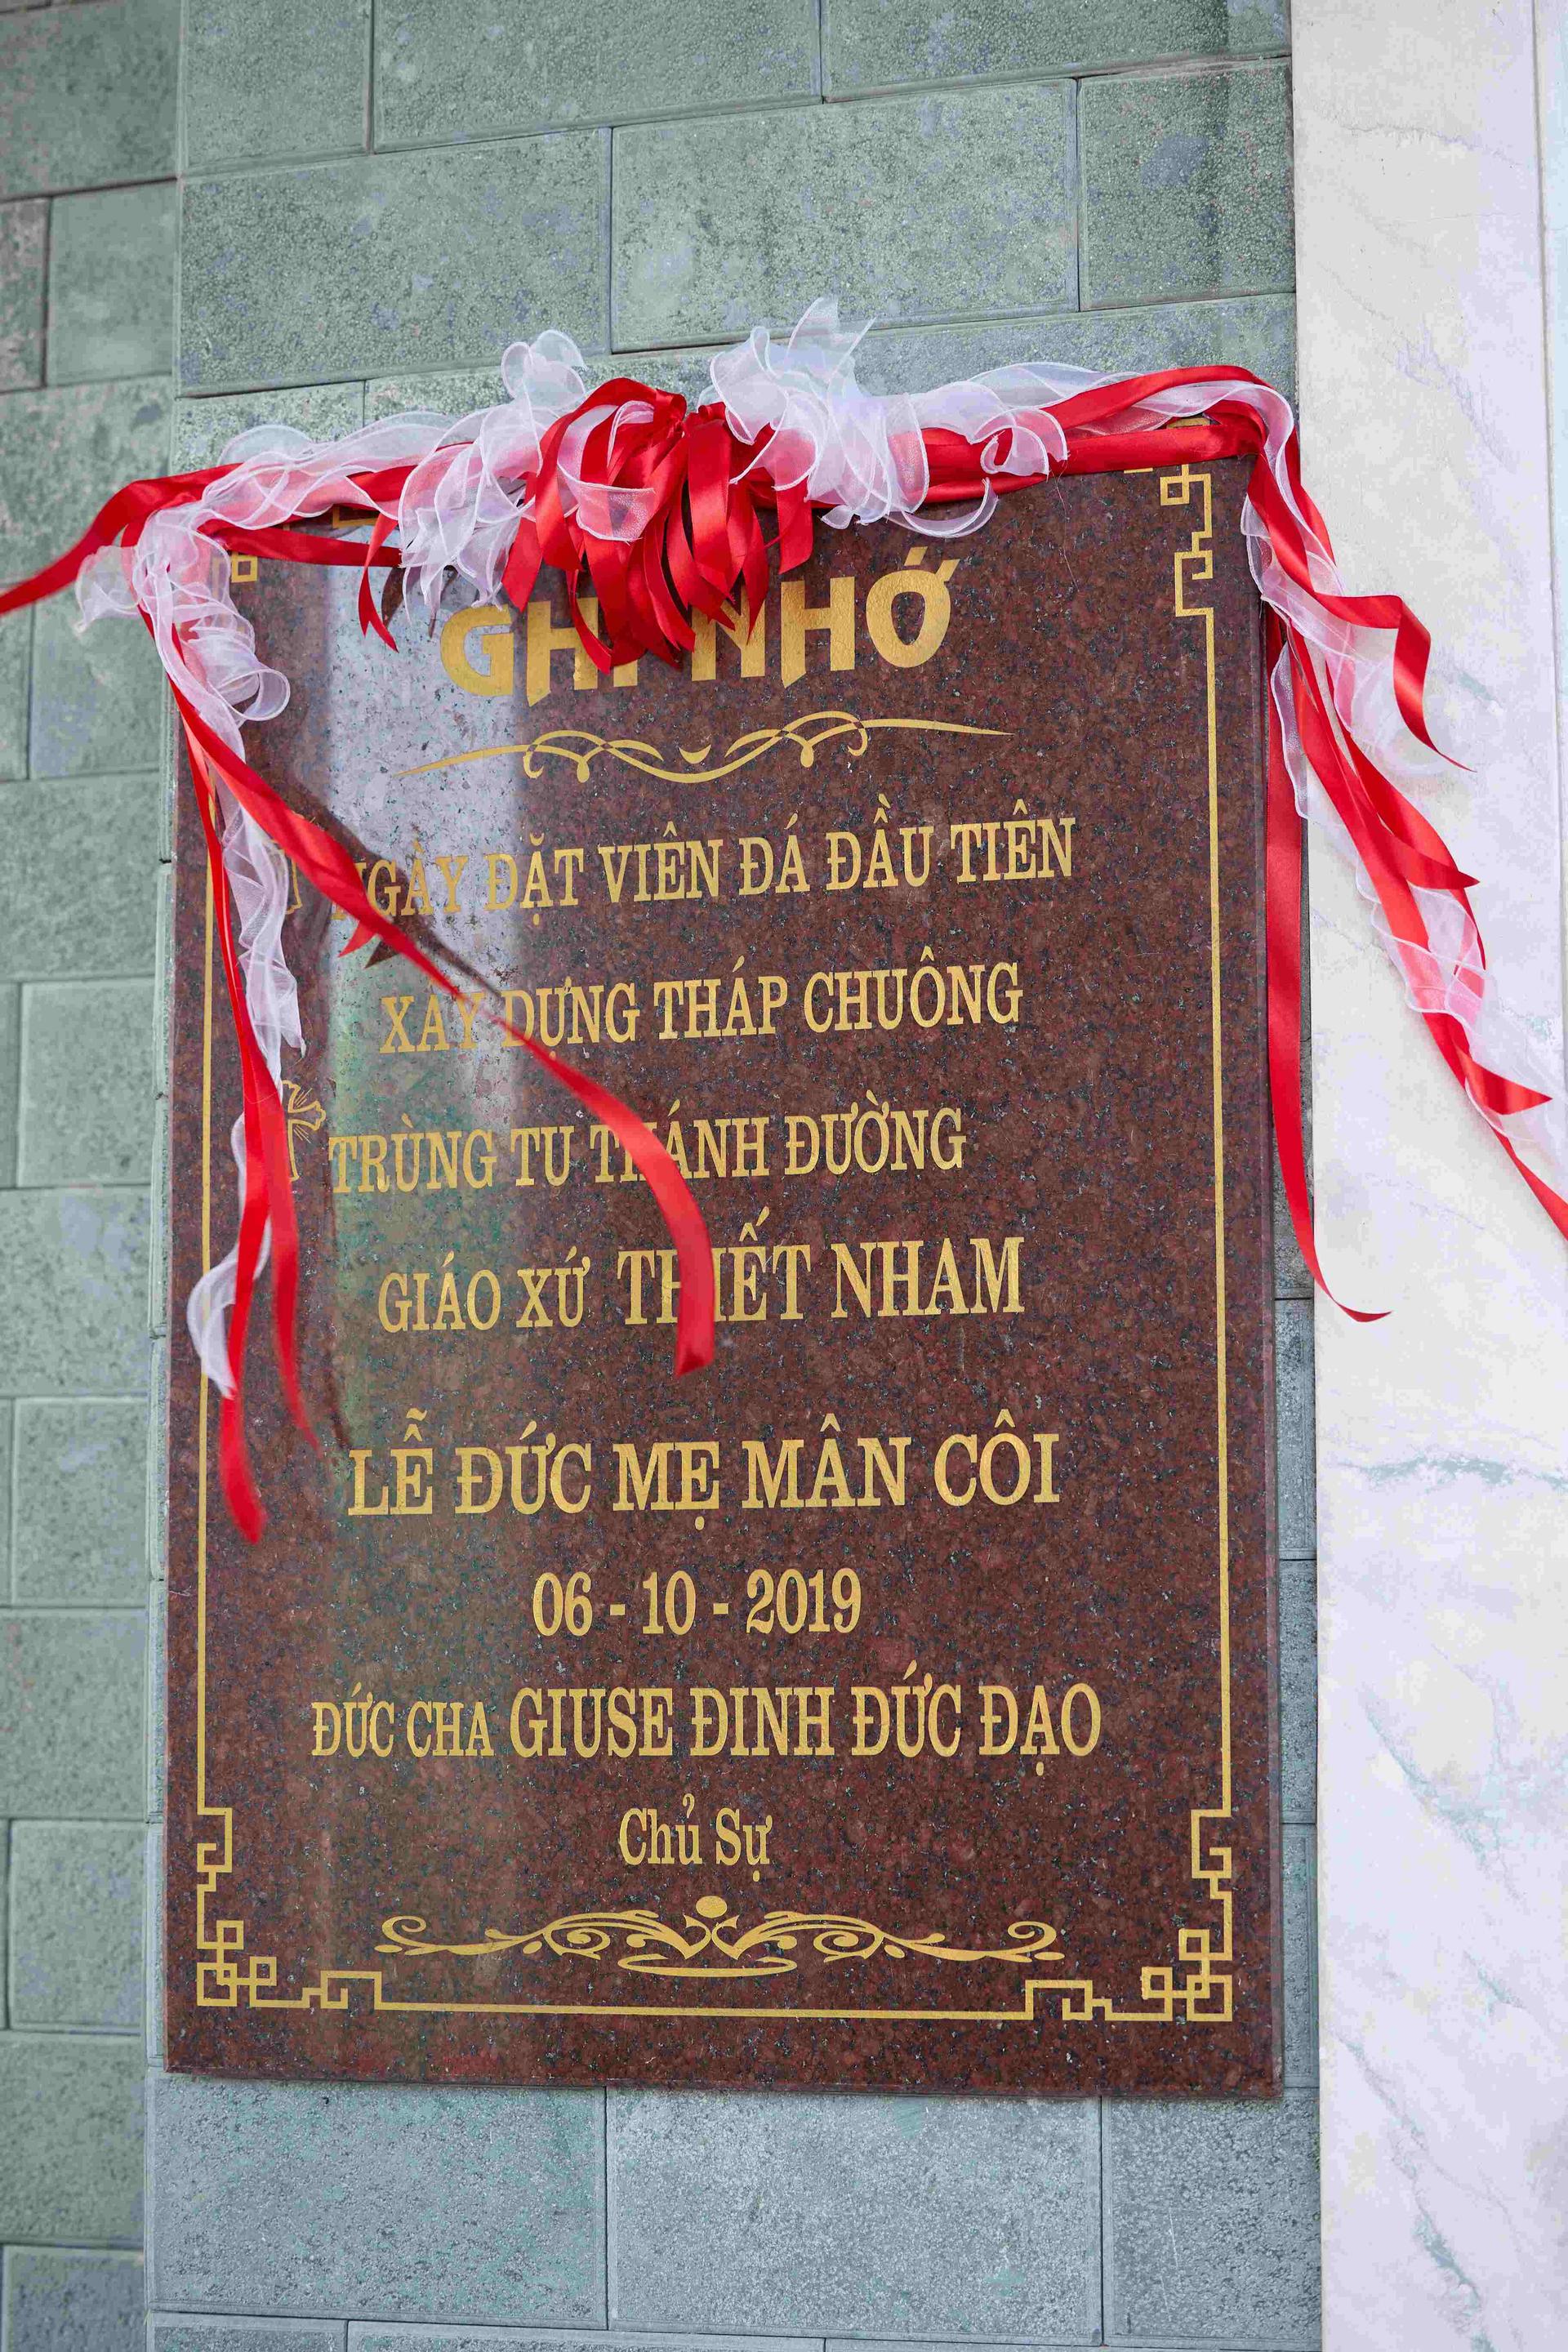 GHI NHỚ
NGÀY ĐẶT VIÊN ĐÁ ĐẦU TIÊN
XÂY DỰNG THÁP CHUÔNG
TRÙNG TU THÁNH ĐƯỜNG
GIÁO XỨ THIẾT NHAM
LỄ ĐỨC MẸ MÂN CÔI
06 - 10 - 2019
ĐỨC CHA GIUSE ĐINH ĐỨC ĐẠO
Chủ Sự